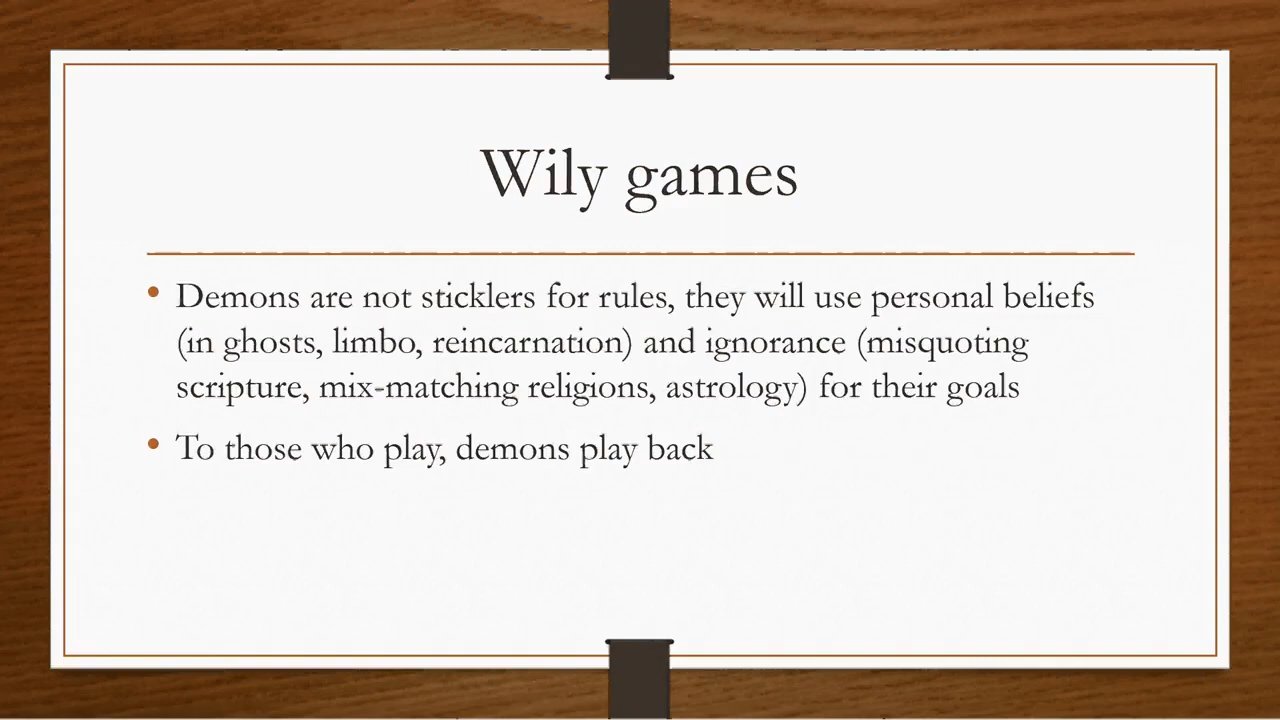 Wily games
• Demons are not sticklers for rules, they will use personal beliefs
(in ghosts, limbo, reincarnation) and ignorance (misquoting
scripture, mix-matching religions, astrology) for their goals
• To those who play, demons play back